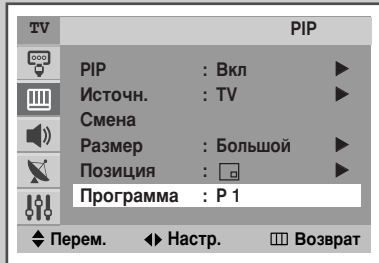 TV PIP
PIP : Вкл ▶
Источн. : TV ▶
Смена
Размер : Большой ▶
Позиция : ▶
Программа : P 1
Перем. Настр. Возврат